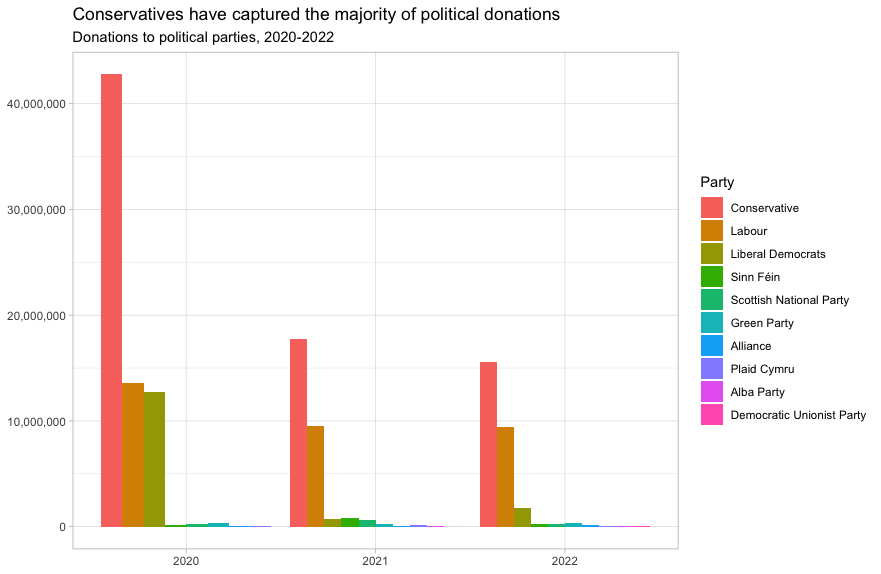 Conservatives have captured the majority of political donations
Donations to political parties, 2020-2022
40,000,000
30,000,000
20,000,000
10,000,000
0
2020
2021
2022
Party
Conservative
Labour
Liberal Democrats
Sinn Féin
Scottish National Party
Green Party
Alliance
Plaid Cymru
Alba Party
Democratic Unionist Party